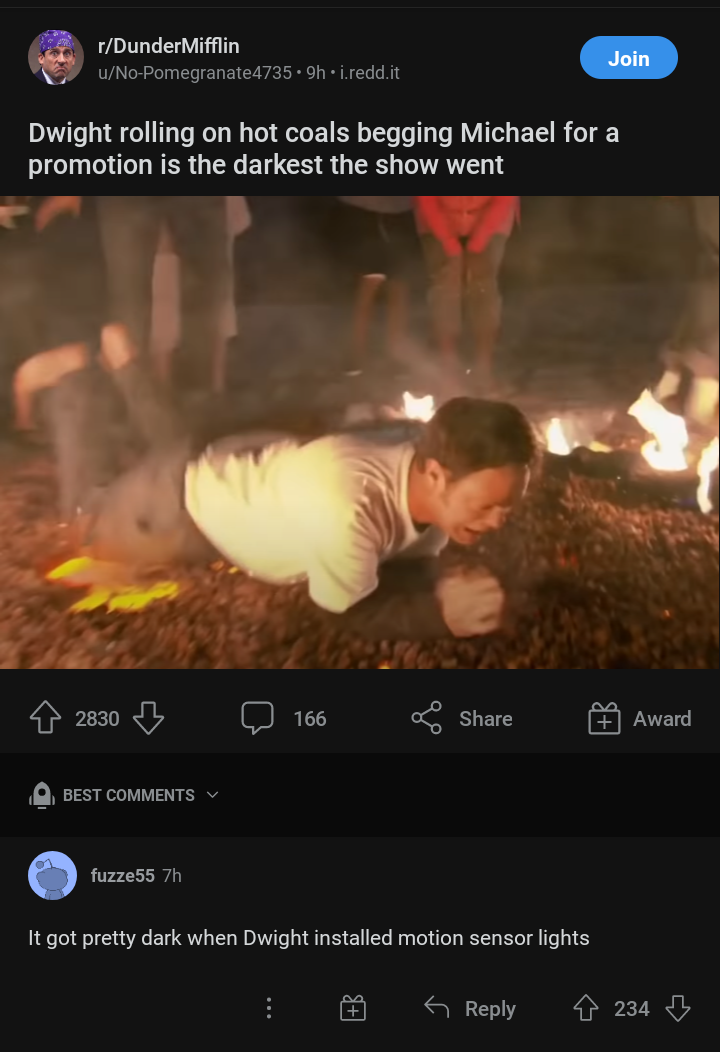 r/DunderMifflin
u/No-Pomegranate4735 • 9h • i.redd.it
Join
Dwight rolling on hot coals begging Michael for a
promotion is the darkest the show went
2830
166
Share
Award
BEST COMMENTS
fuzze55 7h
It got pretty dark when Dwight installed motion sensor lights
Reply
234